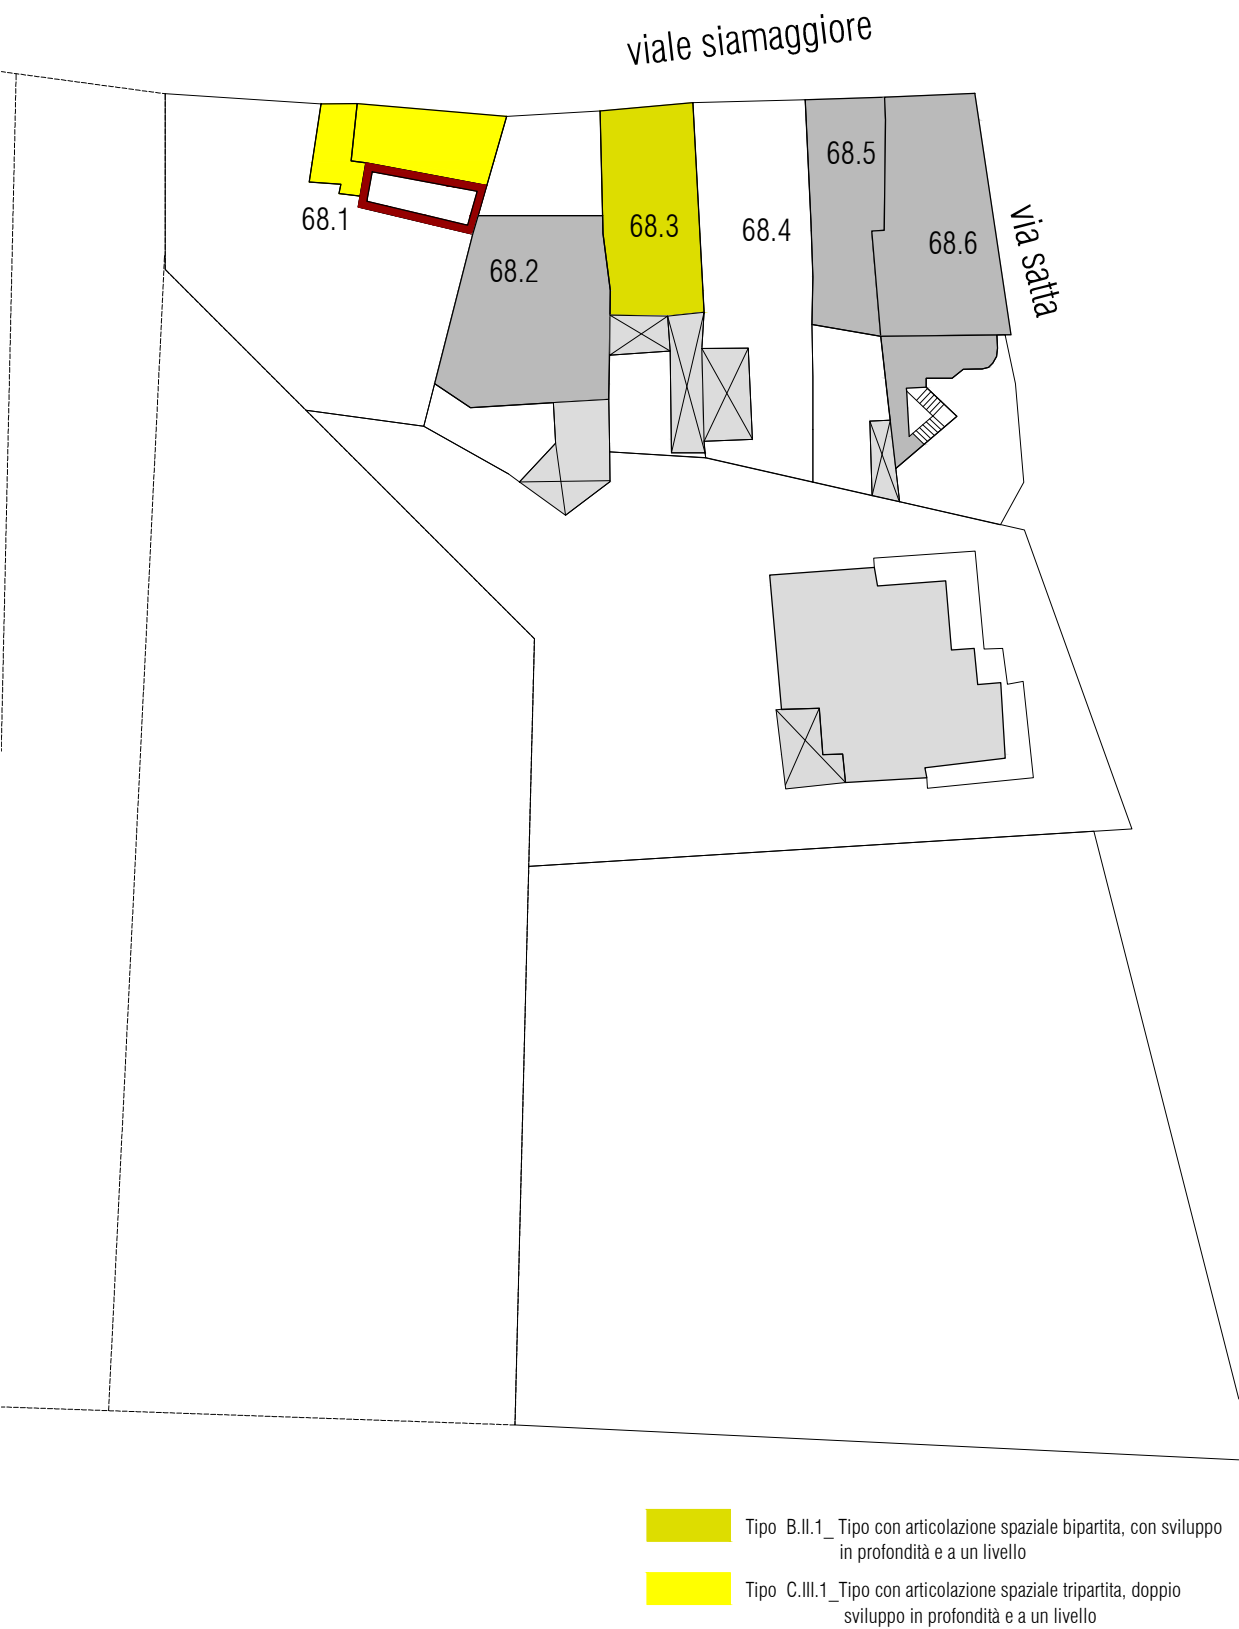 viale siamaggiore
68.5
68.1
68.3
68.4
68.6
68.2
via satta
Tipo B.II.1_ Tipo con articolazione spaziale bipartita, con sviluppo
in profondità e a un livello
Tipo C.III.1_Tipo con articolazione spaziale tripartita, doppio
sviluppo in profondità e a un livello